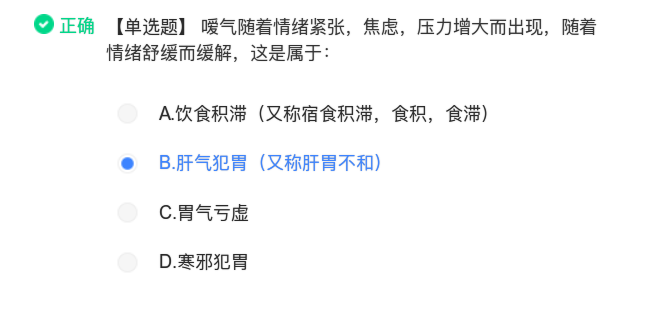 正确 【单选题】 嗳气随着情绪紧张，焦虑，压力增大而出现，随着
情绪舒缓而缓解，这是属于：
A.饮食积滞（又称宿食积滞，食积，食滞）
B.肝气犯胃（又称肝胃不和）
C.胃气亏虚
D.寒邪犯胃